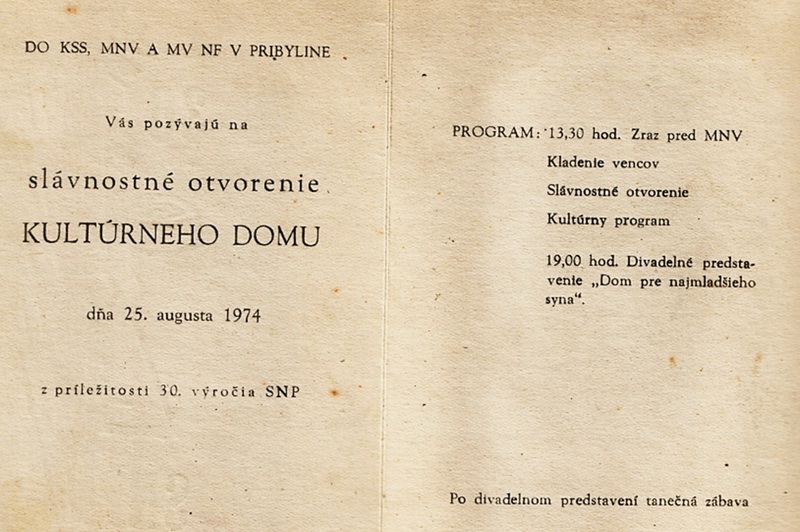 DO KSS, MNV A MV NF V PRIBYLINE
Vás pozývajú na
slávnostné otvorenie
KULTÚRNEHO DOMU
dňa 25. augusta 1974
z príležitosti 30. výročia SNP
PROGRAM: 13,30 hod. Zraz pred MNV
Kladenie vencov
Slávnostné otvorenie
Kultúrny program
19,00 hod. Divadelné predsta-
venie „Dom pre najmladšieho
syna“.
Po divadelnom predstavení tanečná zábava